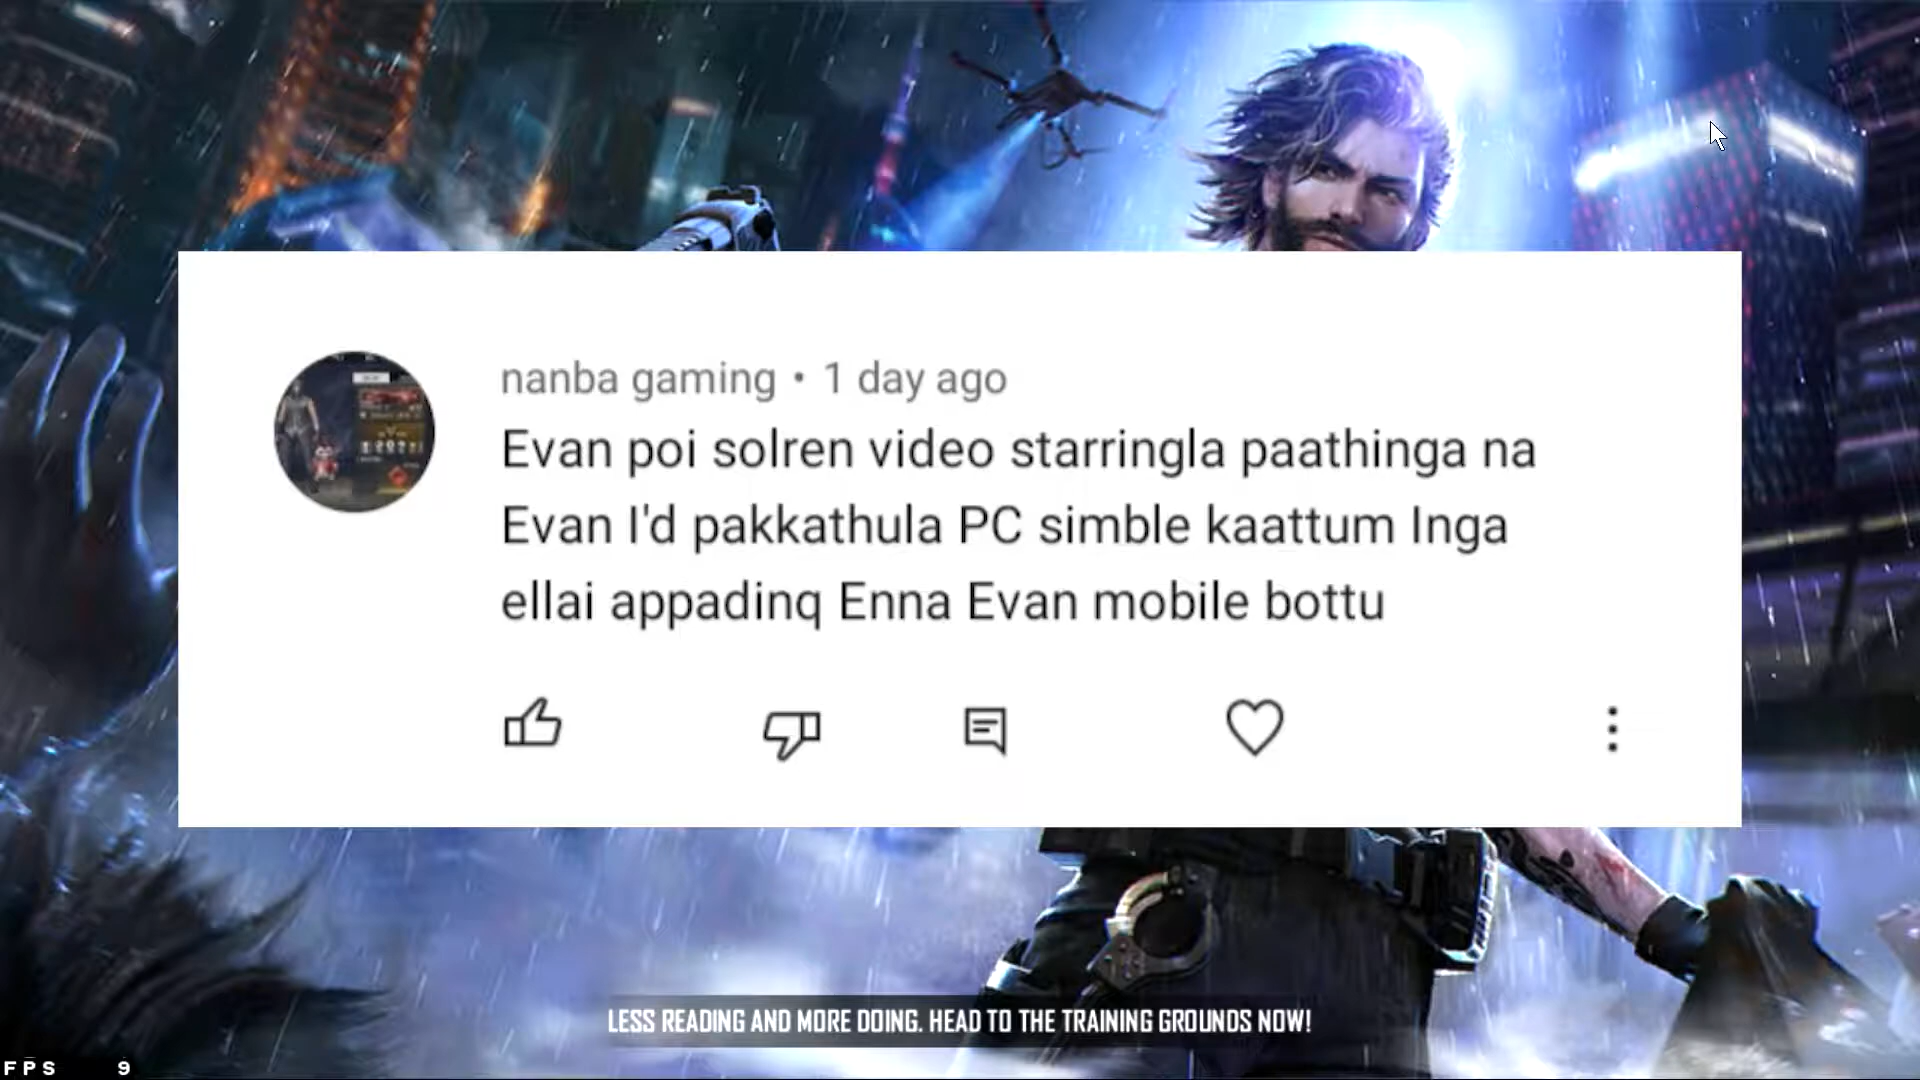 nanba gaming • 1 day ago
Evan poi solren video starringla paathinga na
Evan I'd pakkathula PC simble kaattum Inga
ellai appadinq Enna Evan mobile bottu
LESS READING AND MORE DOING. HEAD TO THE TRAINING GROUNDS NOW!
FPS 9